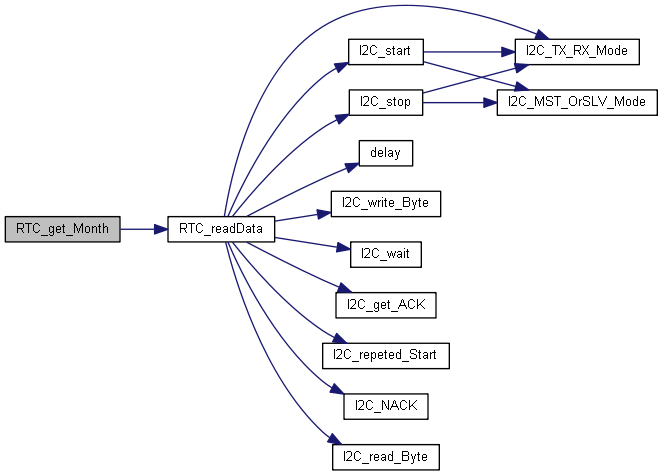 RTC_get_Month
RTC_readData
I2C_start
I2C_stop
delay
I2C_write_Byte
I2C_wait
I2C_get_ACK
I2C_repeted_Start
I2C_NACK
I2C_read_Byte
I2C_TX_RX_Mode
I2C_MST_OrSLV_Mode